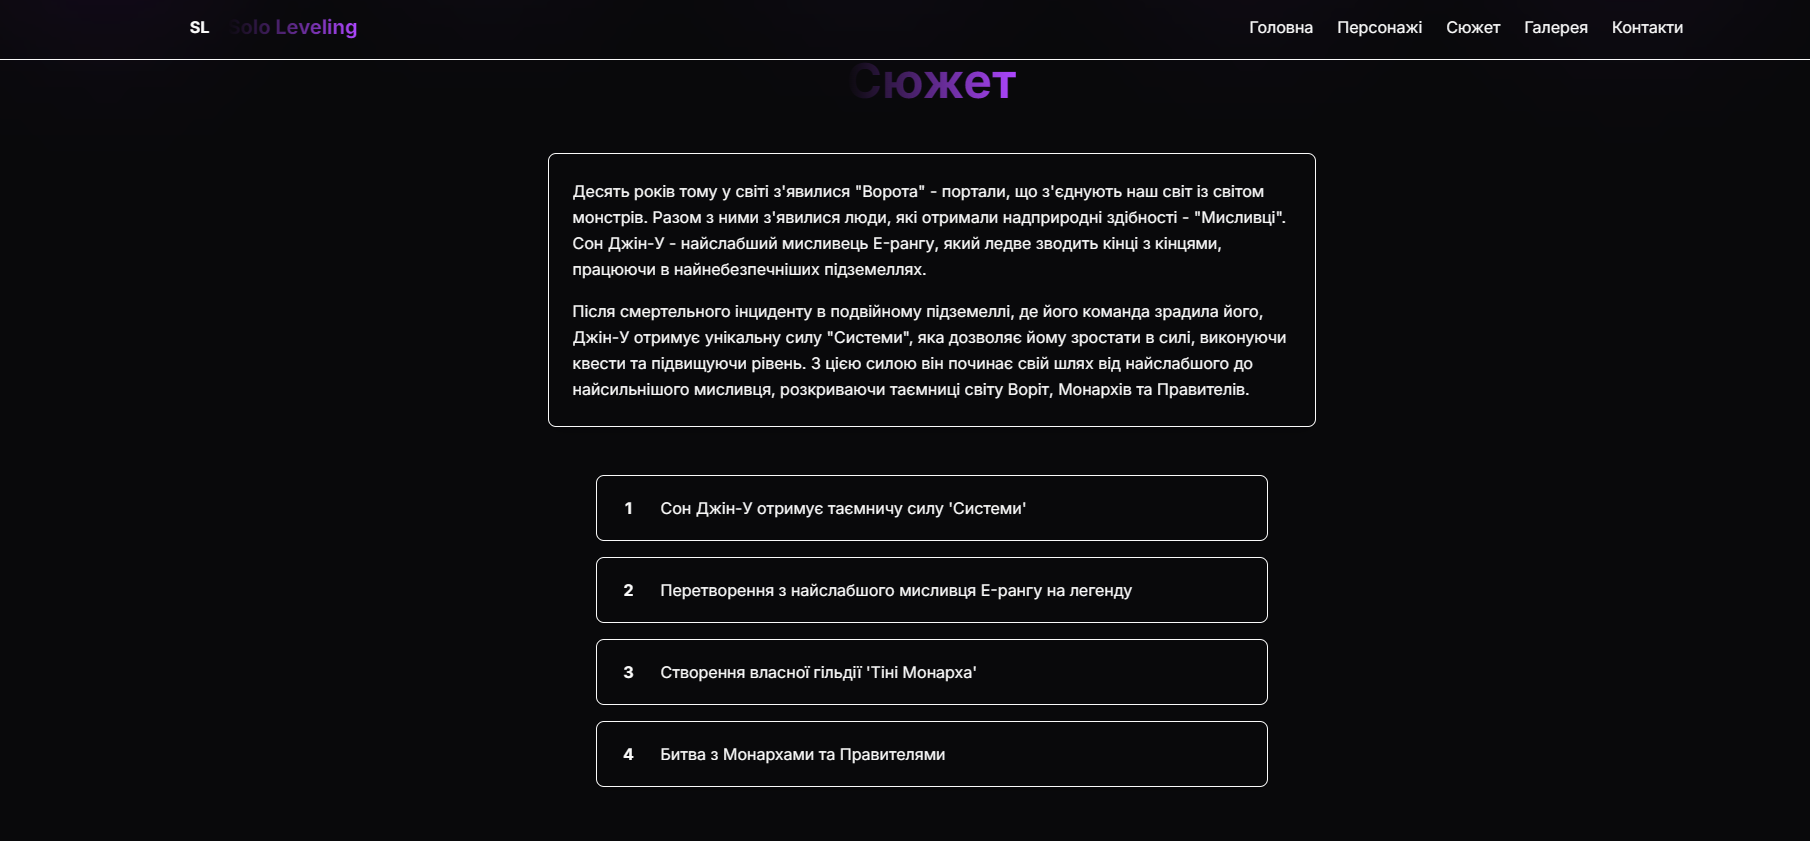 SL Solo Leveling Головна Персонажі Сюжет Галерея Контакти
Сюжет
Десять років тому у світі з'явилися "Ворота" - портали, що з'єднують наш світ із світом
монстрів. Разом з ними з'явилися люди, які отримали надприродні здібності - "Мисливці".
Сон Джін-У - найслабший мисливець Е-рангу, який ледве зводить кінці з кінцями,
працюючи в найнебезпечніших підземеллях.
Після смертельного інциденту в подвійному підземеллі, де його команда зрадила його,
Джін-У отримує унікальну силу "Системи", яка дозволяє йому зростати в силі, виконуючи
квести та підвищуючи рівень. З цією силою він починає свій шлях від найслабшого до
найсильнішого мисливця, розкриваючи таємниці світу Воріт, Монархів та Правителів.
1 Сон Джін-У отримує таємничу силу 'Системи'
2 Перетворення з найслабшого мисливця Е-рангу на легенду
3 Створення власної гільдії 'Тіні Монарха'
4 Битва з Монархами та Правителями